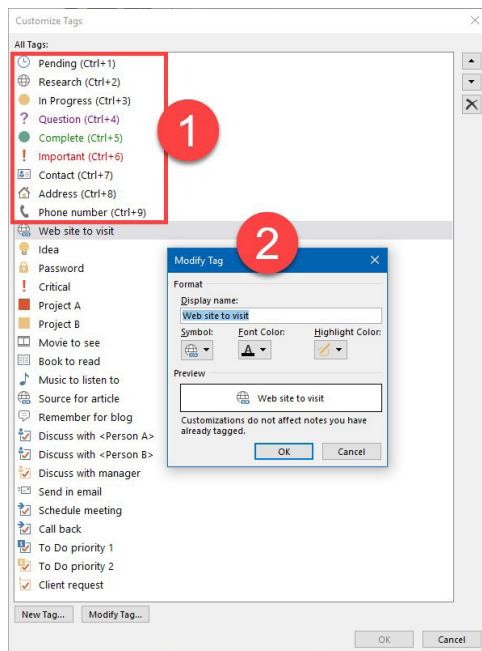 Customize Tags
All Tags:
Pending (Ctrl+1)
Research (Ctrl+2)
In Progress (Ctrl+3)
? Question (Ctrl+4)
Complete (Ctrl+5)
! Important (Ctrl+6)
Contact (Ctrl+7)
Address (Ctrl+8)
Phone number (Ctrl+9)
1
Web site to visit
Idea
Password
! Critical
Project A
Project B
Movie to see
Book to read
Music to listen to
Source for article
Remember for blog
Discuss with <Person A>
Discuss with <Person B>
Discuss with manager
Send in email
Schedule meeting
Call back
To Do priority 1
To Do priority 2
Client request
2
Modify Tag
Format
Display name:
Web site to visit
Symbol: Font Color: Highlight Color:
A
Preview
Web site to visit
Customizations do not affect notes you have
already tagged.
OK Cancel
New Tag... Modify Tag...
OK Cancel